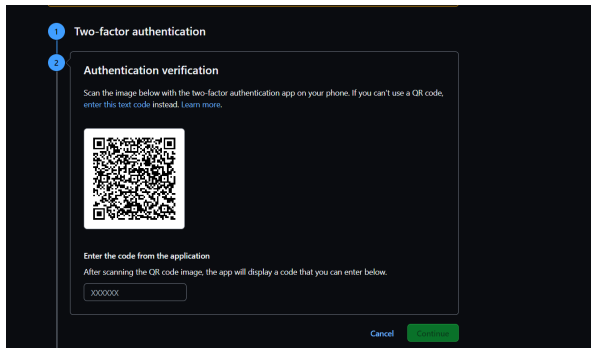 1 Two-factor authentication
2
Authentication verification
Scan the image below with the two-factor authentication app on your phone. If you can't use a QR code,
enter this text code instead. Learn more.
Enter the code from the application
After scanning the QR code image, the app will display a code that you can enter below.
XXXXXX
Cancel Continue